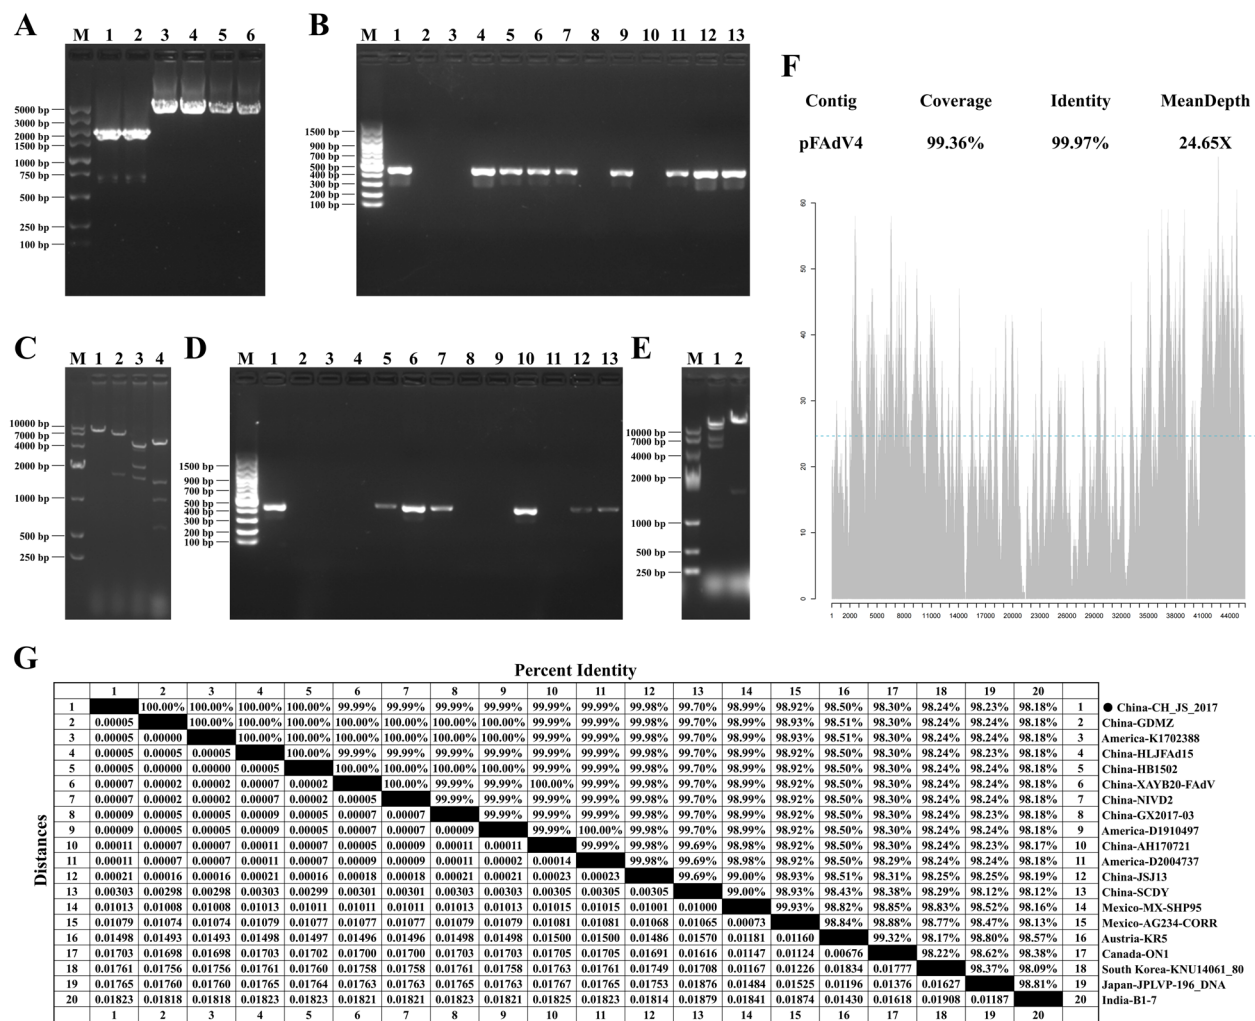 A
M 1 2 3 4 5 6
5000 bp
3000 bp
2000 bp
1500 bp
1000 bp
750 bp
500 bp
250 bp
100 bp
B
M 1 2 3 4 5 6 7 8 9 10 11 12 13
1500 bp
900 bp
700 bp
500 bp
400 bp
300 bp
200 bp
100 bp
F
Contig Coverage Identity MeanDepth
pFAdV4 99.36% 99.97% 24.65X
60
50
40
30
20
10
0
1 2000 5000 8000 11000 14000 17000 20000 23000 26000 29000 32000 35000 38000 41000 44000
C
M 1 2 3 4
10000 bp
7000 bp
4000 bp
2000 bp
1000 bp
500 bp
250 bp
D
M 1 2 3 4 5 6 7 8 9 10 11 12 13
1500 bp
900 bp
700 bp
500 bp
400 bp
300 bp
200 bp
100 bp
E
M 1 2
10000 bp
7000 bp
4000 bp
2000 bp
1000 bp
500 bp
250 bp
G
Percent Identity
Distances
1 2 3 4 5 6 7 8 9 10 11 12 13 14 15 16 17 18 19 20
1 100.00% 100.00% 100.00% 100.00% 99.99% 99.99% 99.99% 99.99% 99.99% 99.99% 99.98% 99.70% 98.99% 98.92% 98.50% 98.30% 98.24% 98.23% 98.18% 1 ● China-CH_JS_2017
2 0.00005 100.00% 100.00% 100.00% 100.00% 100.00% 100.00% 100.00% 99.99% 99.99% 99.98% 99.70% 98.99% 98.93% 98.51% 98.30% 98.24% 98.24% 98.18% 2 China-GDMZ
3 0.00005 0.00000 100.00% 100.00% 100.00% 100.00% 100.00% 100.00% 99.99% 99.99% 99.98% 99.70% 98.99% 98.93% 98.51% 98.30% 98.24% 98.24% 98.18% 3 America-K1702388
4 0.00005 0.00005 0.00005 100.00% 99.99% 99.99% 99.99% 99.99% 99.99% 99.99% 99.98% 99.70% 98.99% 98.92% 98.50% 98.30% 98.24% 98.23% 98.18% 4 China-HLJFAd15
5 0.00005 0.00000 0.00000 0.00005 100.00% 100.00% 100.00% 100.00% 99.99% 99.99% 99.98% 99.70% 98.99% 98.92% 98.50% 98.30% 98.24% 98.24% 98.18% 5 China-HB1502
6 0.00007 0.00002 0.00002 0.00007 0.00002 100.00% 99.99% 99.99% 100.00% 99.99% 99.98% 99.70% 98.99% 98.92% 98.50% 98.30% 98.24% 98.24% 98.18% 6 China-XAYB20-FAdV
7 0.00007 0.00002 0.00002 0.00007 0.00002 0.00005 99.99% 99.99% 99.99% 99.99% 99.98% 99.70% 98.99% 98.92% 98.50% 98.30% 98.24% 98.24% 98.18% 7 China-NIVD2
8 0.00009 0.00005 0.00005 0.00009 0.00005 0.00007 0.00007 99.99% 99.99% 99.99% 99.98% 99.70% 98.99% 98.92% 98.50% 98.30% 98.24% 98.23% 98.18% 8 China-GX2017-03
9 0.00009 0.00005 0.00005 0.00009 0.00005 0.00007 0.00007 0.00009 99.99% 100.00% 99.98% 99.70% 98.99% 98.92% 98.50% 98.30% 98.24% 98.24% 98.18% 9 America-D1910497
10 0.00011 0.00007 0.00007 0.00011 0.00007 0.00005 0.00009 0.00011 0.00011 99.99% 99.98% 99.69% 98.98% 98.92% 98.50% 98.30% 98.24% 98.23% 98.17% 10 China-AH170721
11 0.00011 0.00007 0.00007 0.00011 0.00007 0.00009 0.00009 0.00011 0.00002 0.00014 99.98% 99.69% 98.98% 98.92% 98.50% 98.29% 98.24% 98.23% 98.18% 11 America-D2004737
12 0.00021 0.00016 0.00016 0.00021 0.00016 0.00018 0.00018 0.00021 0.00021 0.00023 0.00023 99.69% 99.00% 98.93% 98.51% 98.31% 98.25% 98.25% 98.19% 12 China-JSJ13
13 0.00303 0.00298 0.00298 0.00303 0.00299 0.00301 0.00301 0.00303 0.00303 0.00305 0.00305 0.00305 99.00% 98.93% 98.43% 98.38% 98.29% 98.12% 98.12% 13 China-SCDY
14 0.01013 0.01008 0.01008 0.01013 0.01011 0.01011 0.01011 0.01013 0.01013 0.01015 0.01015 0.01001 0.01000 99.93% 98.82% 98.85% 98.83% 98.52% 98.16% 14 Mexico-MX-SHP95
15 0.01079 0.01074 0.01074 0.01079 0.01077 0.01077 0.01077 0.01079 0.01079 0.01081 0.01081 0.01068 0.01065 0.00073 98.84% 98.88% 98.77% 98.47% 98.13% 15 Mexico-AG234-CORR
16 0.01498 0.01493 0.01493 0.01498 0.01497 0.01496 0.01496 0.01498 0.01498 0.01500 0.01500 0.01486 0.01570 0.01181 0.01160 99.32% 98.17% 98.80% 98.57% 16 Austria-KR5
17 0.01703 0.01698 0.01698 0.01703 0.01702 0.01700 0.01700 0.01703 0.01703 0.01705 0.01705 0.01691 0.01616 0.01147 0.01124 0.00676 98.22% 98.62% 98.38% 17 Canada-ON1
18 0.01761 0.01756 0.01756 0.01761 0.01760 0.01758 0.01758 0.01761 0.01758 0.01763 0.01761 0.01749 0.01708 0.01167 0.01226 0.01834 0.01777 98.37% 98.09% 18 South Korea-KNU14061_80
19 0.01765 0.01760 0.01760 0.01765 0.01764 0.01763 0.01763 0.01765 0.01763 0.01767 0.01765 0.01753 0.01876 0.01484 0.01525 0.01196 0.01376 0.01627 98.81% 19 Japan-JPLVP-196_DNA
20 0.01823 0.01818 0.01818 0.01823 0.01821 0.01821 0.01821 0.01823 0.01821 0.01825 0.01823 0.01814 0.01879 0.01841 0.01874 0.01430 0.01618 0.01908 0.01187 20 India-B1-7
1 2 3 4 5 6 7 8 9 10 11 12 13 14 15 16 17 18 19 20